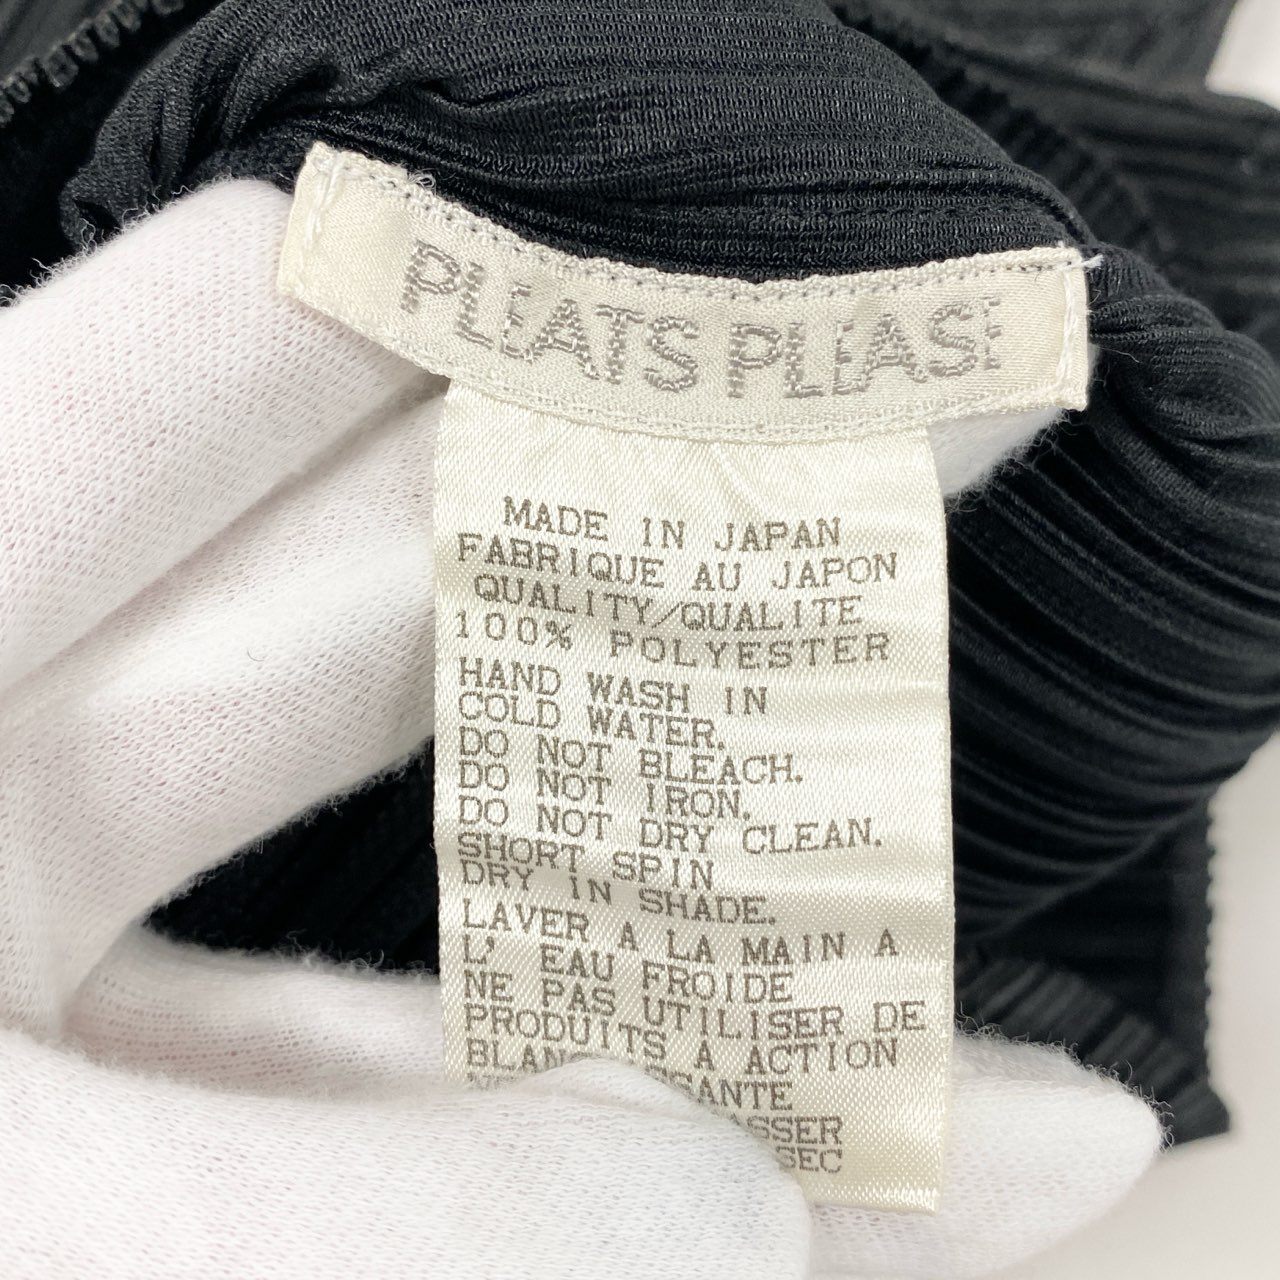 PLEATS PLEASE
MADE IN JAPAN
FABRIQUE AU JAPON
QUALITY/QUALITE
100% POLYESTER
HAND WASH IN
COLD WATER.
DO NOT BLEACH.
DO NOT IRON.
DO NOT DRY CLEAN.
SHORT SPIN
DRY IN SHADE.
LAVER A LA MAIN A
L' EAU FROIDE
NE PAS UTILISER DE
PRODUITS A ACTION